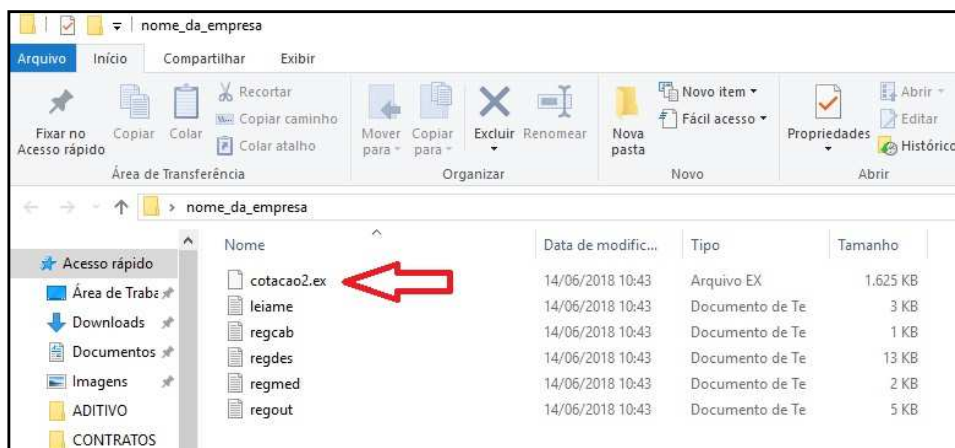 nome_da_empresa
Arquivo Início Compartilhar Exibir
Fixar no Acesso rápido
Copiar
Colar
Recortar
Copiar caminho
Colar atalho
Mover para
Copiar para
Excluir
Renomear
Nova pasta
Novo item
Fácil acesso
Propriedades
Abrir
Editar
Histórico
Área de Transferência Organizar Novo Abrir
nome_da_empresa
Nome Data de modific... Tipo Tamanho
Acesso rápido
Área de Traba
Downloads
Documentos
Imagens
ADITIVO
CONTRATOS
cotacao2.ex 14/06/2018 10:43 Arquivo EX 1.625 KB
leiame 14/06/2018 10:43 Documento de Te 3 KB
regcab 14/06/2018 10:43 Documento de Te 1 KB
regdes 14/06/2018 10:43 Documento de Te 13 KB
regmed 14/06/2018 10:43 Documento de Te 2 KB
regout 14/06/2018 10:43 Documento de Te 5 KB